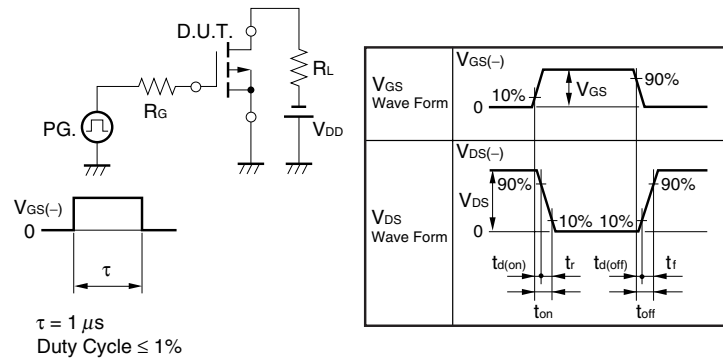 D.U.T.
RL
RG
PG.
VDD
VGS(−)
0
τ
τ = 1 μs
Duty Cycle ≤ 1%
VGS
Wave Form
VGS(−)
10%
0
VGS
90%
VDS
Wave Form
VDS(−)
VDS
90%
10%
10%
90%
0
td(on)
tr
td(off)
tf
ton
toff